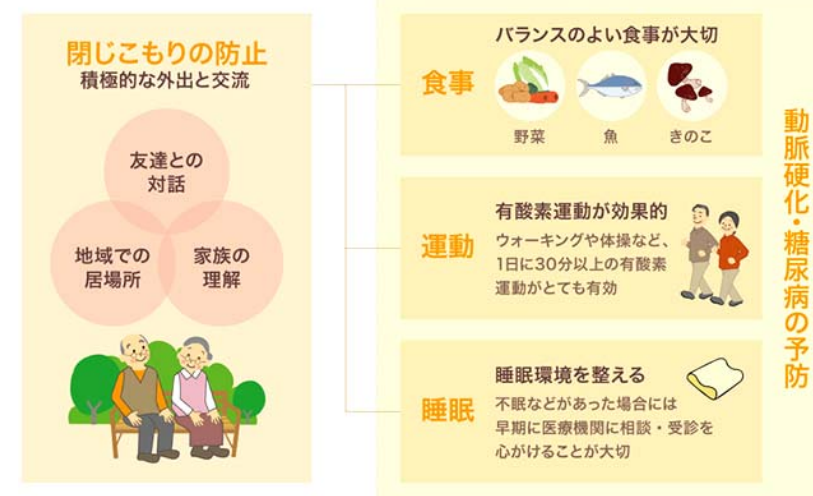 閉じこもりの防止
積極的な外出と交流
友達との
対話
地域での
居場所
家族の
理解
食事
バランスのよい食事が大切
野菜
魚
きのこ
運動
有酸素運動が効果的
ウォーキングや体操など、
1日に30分以上の有酸素
運動がとても有効
睡眠
睡眠環境を整える
不眠などがあった場合には
早期に医療機関に相談・受診を
心がけることが大切
動脈硬化・糖尿病の予防